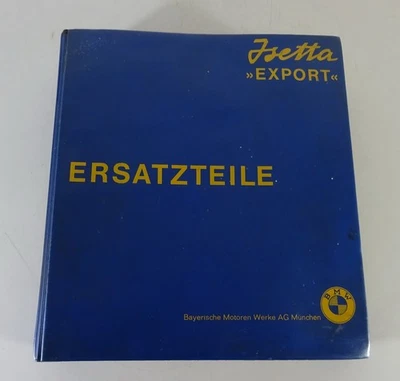 Isetta
»EXPORT«
ERSATZTEILE
BMW
Bayerische Motoren Werke AG München